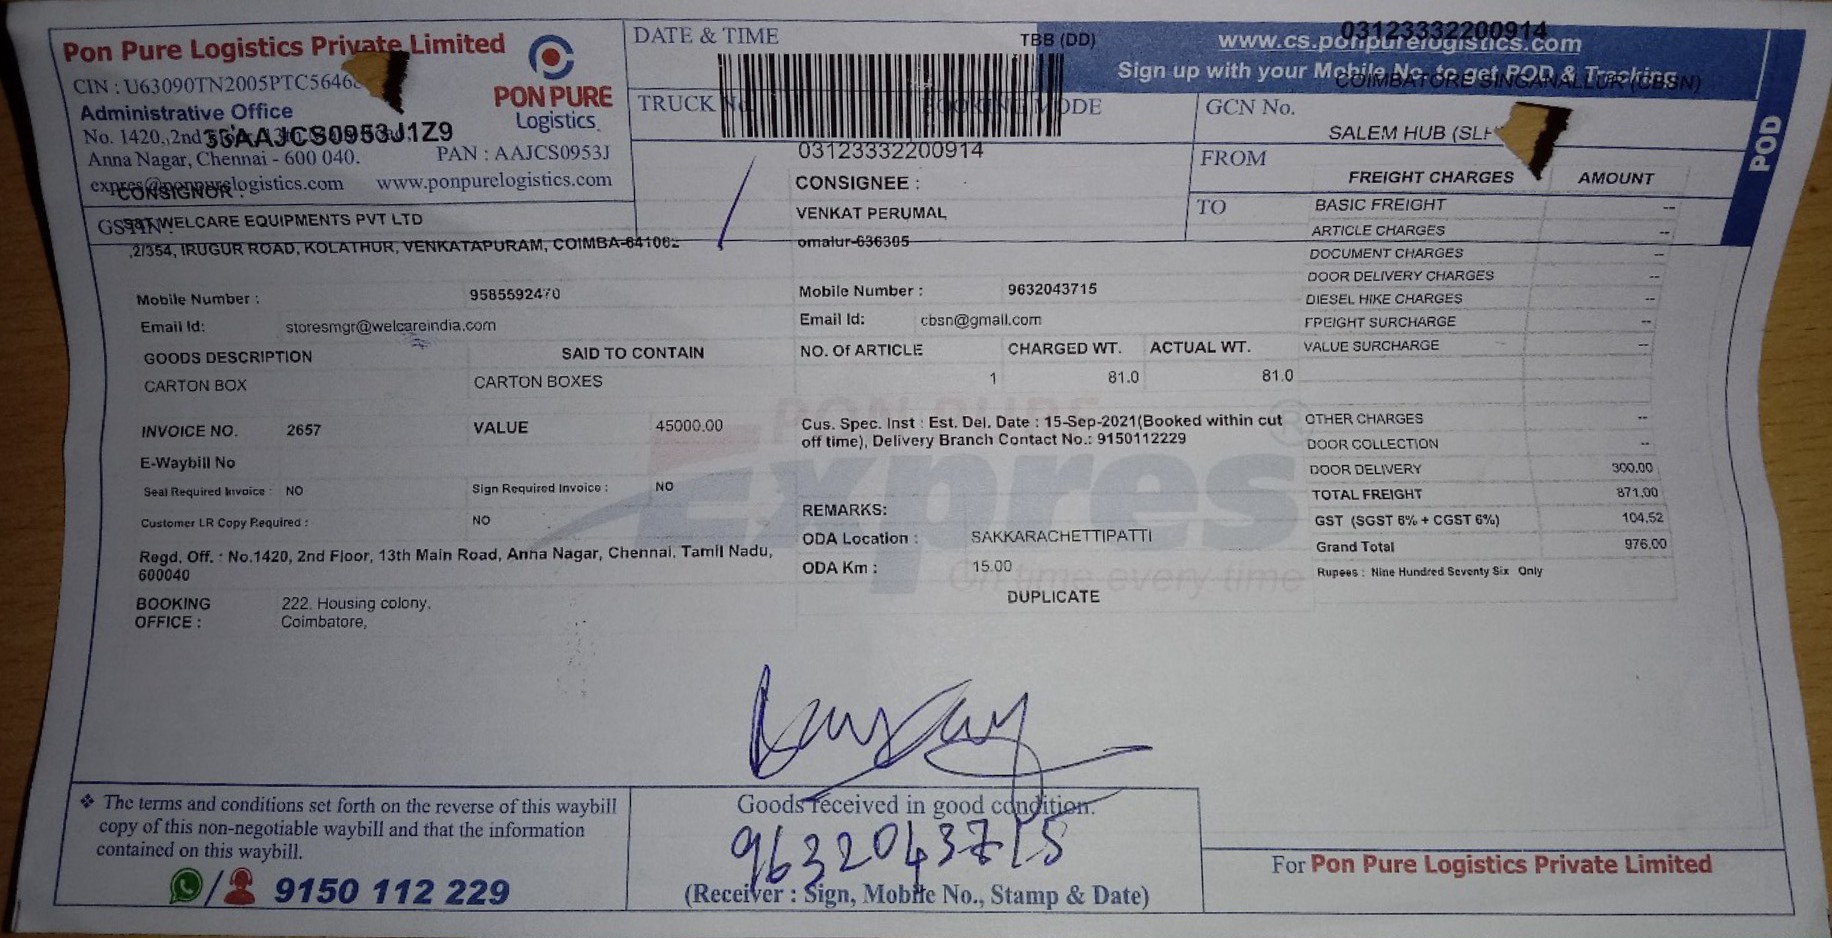 Pon Pure Logistics Private Limited
CIN : U63090TN2005PTC5646
Administrative Office
No. 1420.,2nd
33AAJCS0953J1Z9
Anna Nagar, Chennai - 600 040.
PAN : AAJCS0953J
expres@ponpurelogistics.com www.ponpurelogistics.com
CONSIGNOR :
GSTIN
S&T WELCARE EQUIPMENTS PVT LTD
,2/354, IRUGUR ROAD, KOLATHUR, VENKATAPURAM, COIMBA-641062
PON PURE
Logistics
DATE & TIME
TBB (DD)
TRUCK No.
BOOKING MODE
03123332200914
CONSIGNEE :
VENKAT PERUMAL
omalur-636305
03123332200914
www.cs.ponpurelogistics.com
Sign up with your Mobile No. to get POD & Tracking
COIMBATORE SINGANALLUR (CBSN)
GCN No.
SALEM HUB (SLH
FROM
TO
POD
Mobile Number : 9585592470
Email Id: storesmgr@welcareindia.com
Mobile Number : 9632043715
Email Id: cbsn@gmail.com
GOODS DESCRIPTION SAID TO CONTAIN NO. Of ARTICLE CHARGED WT. ACTUAL WT.
CARTON BOX CARTON BOXES 1 81.0 81.0
INVOICE NO. 2657 VALUE 45000.00
Cus. Spec. Inst : Est. Del. Date : 15-Sep-2021(Booked within cut
off time), Delivery Branch Contact No.: 9150112229
E-Waybill No
Seal Required Invoice : NO Sign Required Invoice : NO
Customer LR Copy Required : NO
REMARKS:
ODA Location : SAKKARACHETTIPATTI
ODA Km : 15.00
DUPLICATE
Regd. Off. : No.1420, 2nd Floor, 13th Main Road, Anna Nagar, Chennai, Tamil Nadu,
600040
BOOKING 222, Housing colony,
OFFICE : Coimbatore,
PON PURE
Expres
On time every time
FREIGHT CHARGES AMOUNT
BASIC FREIGHT --
ARTICLE CHARGES --
DOCUMENT CHARGES --
DOOR DELIVERY CHARGES --
DIESEL HIKE CHARGES --
FREIGHT SURCHARGE --
VALUE SURCHARGE --
OTHER CHARGES --
DOOR COLLECTION --
DOOR DELIVERY 300.00
TOTAL FREIGHT 871.00
GST (SGST 6% + CGST 6%) 104.52
Grand Total 976.00
Rupees : Nine Hundred Seventy Six Only
❖ The terms and conditions set forth on the reverse of this waybill
copy of this non-negotiable waybill and that the information
contained on this waybill.
/ 9150 112 229
Goods received in good condition.
9632043715
(Receiver : Sign, Mobile No., Stamp & Date)
For Pon Pure Logistics Private Limited